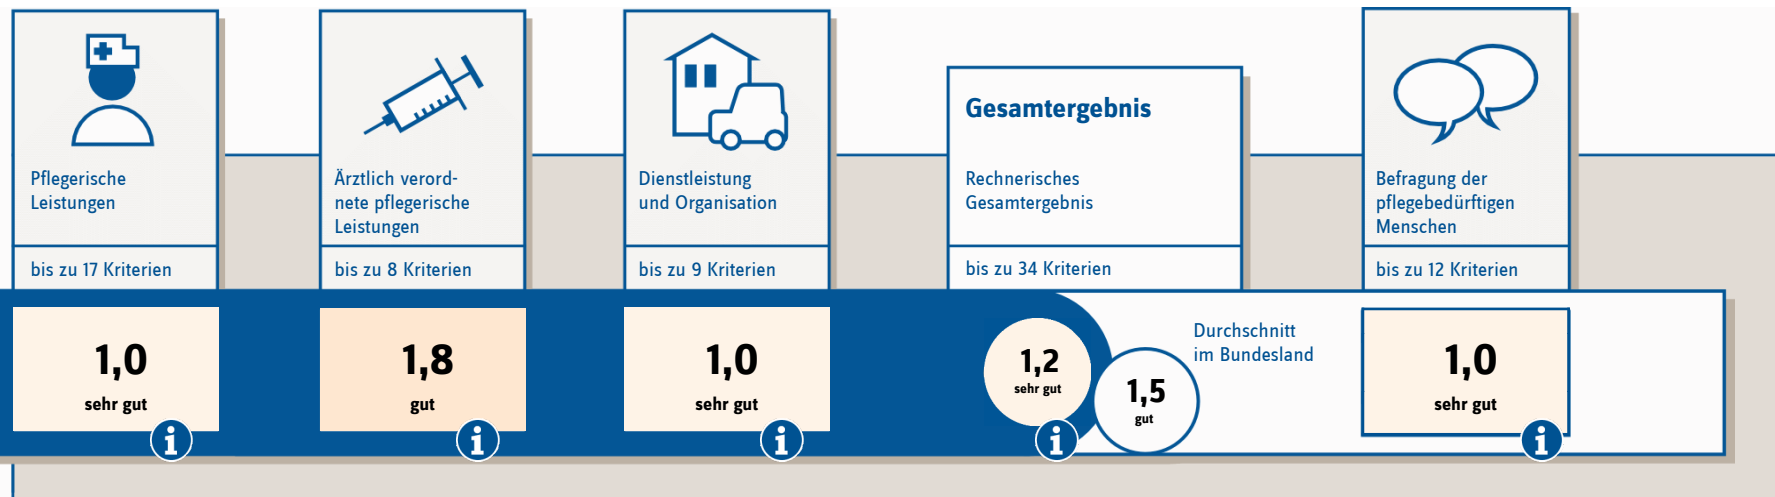 Pflegerische
Leistungen
bis zu 17 Kriterien
1,0
sehr gut
Ärztlich verord-
nete pflegerische
Leistungen
bis zu 8 Kriterien
1,8
gut
Dienstleistung
und Organisation
bis zu 9 Kriterien
1,0
sehr gut
Gesamtergebnis
Rechnerisches
Gesamtergebnis
bis zu 34 Kriterien
1,2
sehr gut
1,5
gut
Durchschnitt
im Bundesland
Befragung der
pflegebedürftigen
Menschen
bis zu 12 Kriterien
1,0
sehr gut